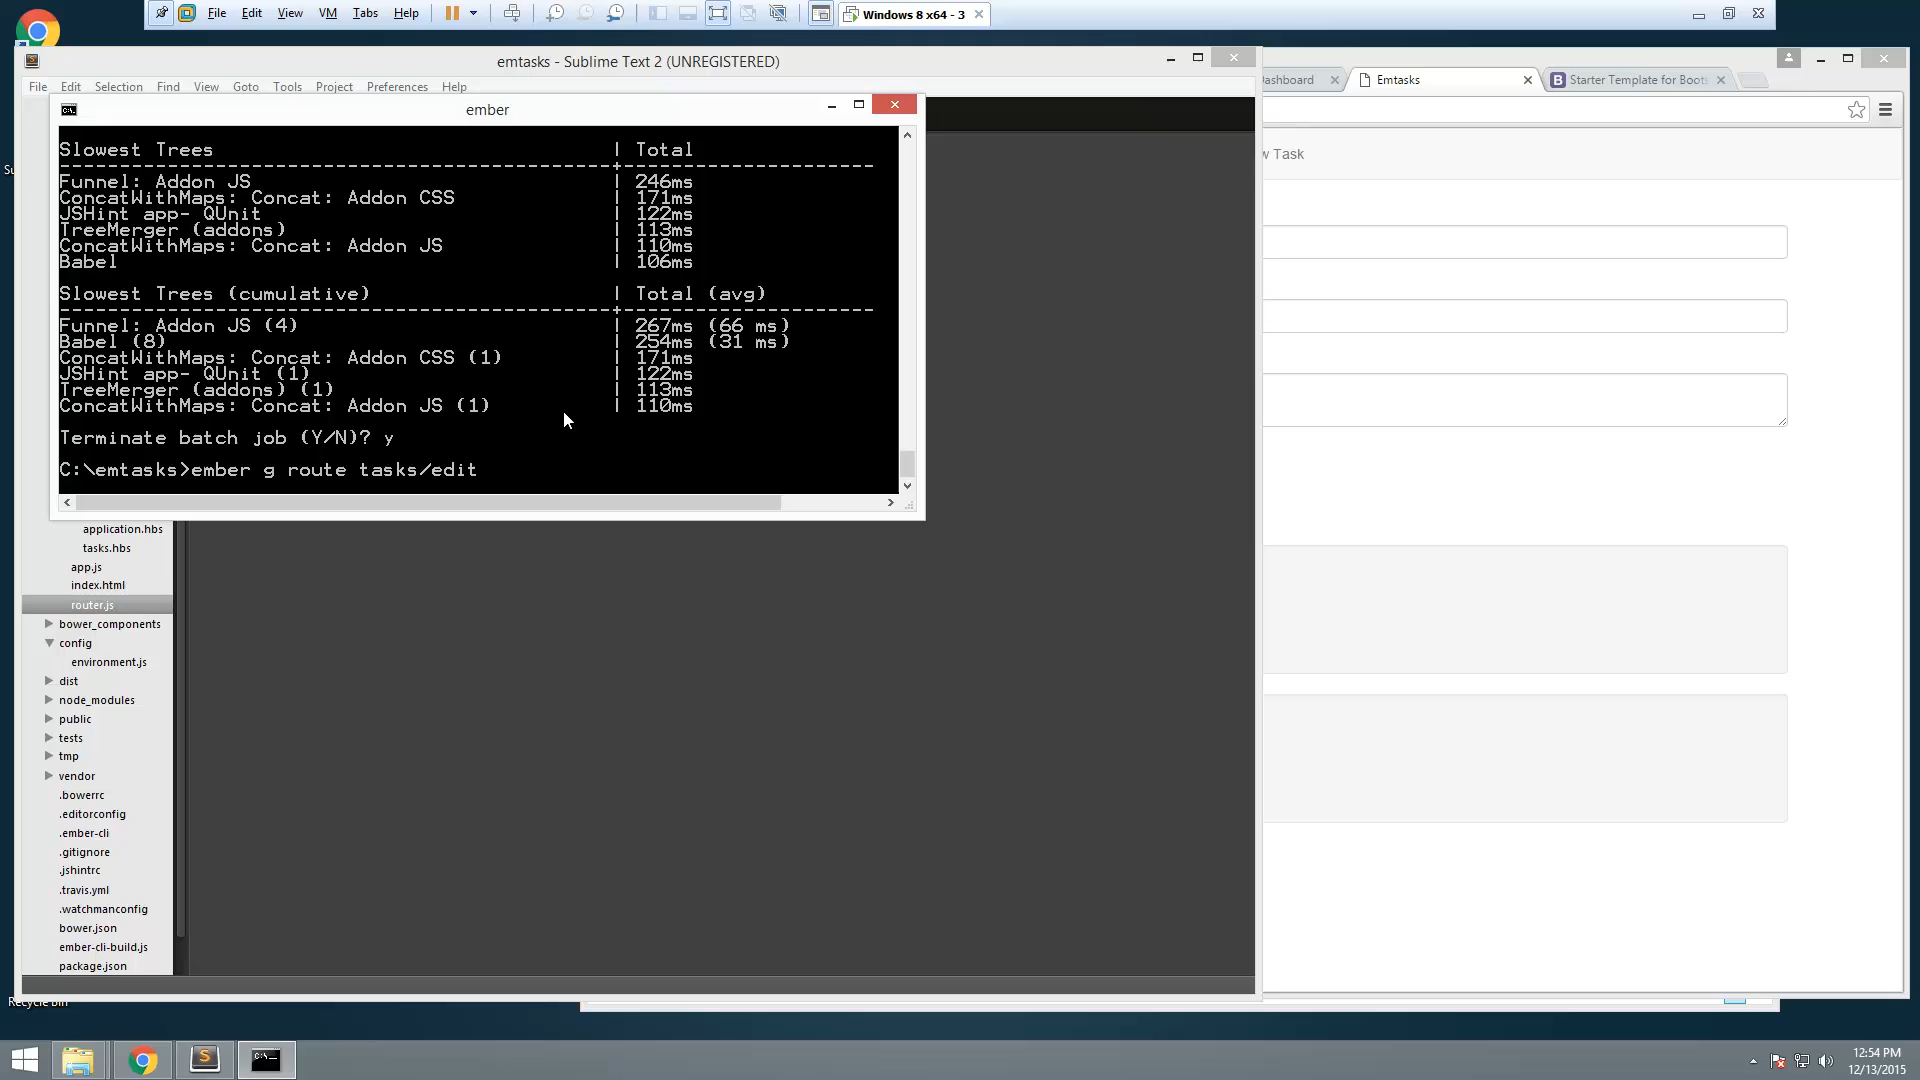 File Edit View VM Tabs Help
Windows 8 x64 - 3
emtasks - Sublime Text 2 (UNREGISTERED)
File Edit Selection Find View Goto Tools Project Preferences Help
Dashboard
Emtasks
Starter Template for Boots
ember
C:\_
Task
Slowest Trees | Total
Funnel: Addon JS | 246ms
ConcatWithMaps: Concat: Addon CSS | 171ms
JSHint app- QUnit | 122ms
TreeMerger (addons) | 113ms
ConcatWithMaps: Concat: Addon JS | 110ms
Babel | 106ms
Slowest Trees (cumulative) | Total (avg)
Funnel: Addon JS (4) | 267ms (66 ms)
Babel (8) | 254ms (31 ms)
ConcatWithMaps: Concat: Addon CSS (1) | 171ms
JSHint app- QUnit (1) | 122ms
TreeMerger (addons) (1) | 113ms
ConcatWithMaps: Concat: Addon JS (1) | 110ms
Terminate batch job (Y/N)? y
C:\emtasks>ember g route tasks/edit
application.hbs
tasks.hbs
app.js
index.html
router.js
bower_components
config
environment.js
dist
node_modules
public
tests
tmp
vendor
.bowerrc
.editorconfig
.ember-cli
.gitignore
.jshintrc
.travis.yml
.watchmanconfig
bower.json
ember-cli-build.js
package.json
Recycle Bin
12:54 PM
12/13/2015